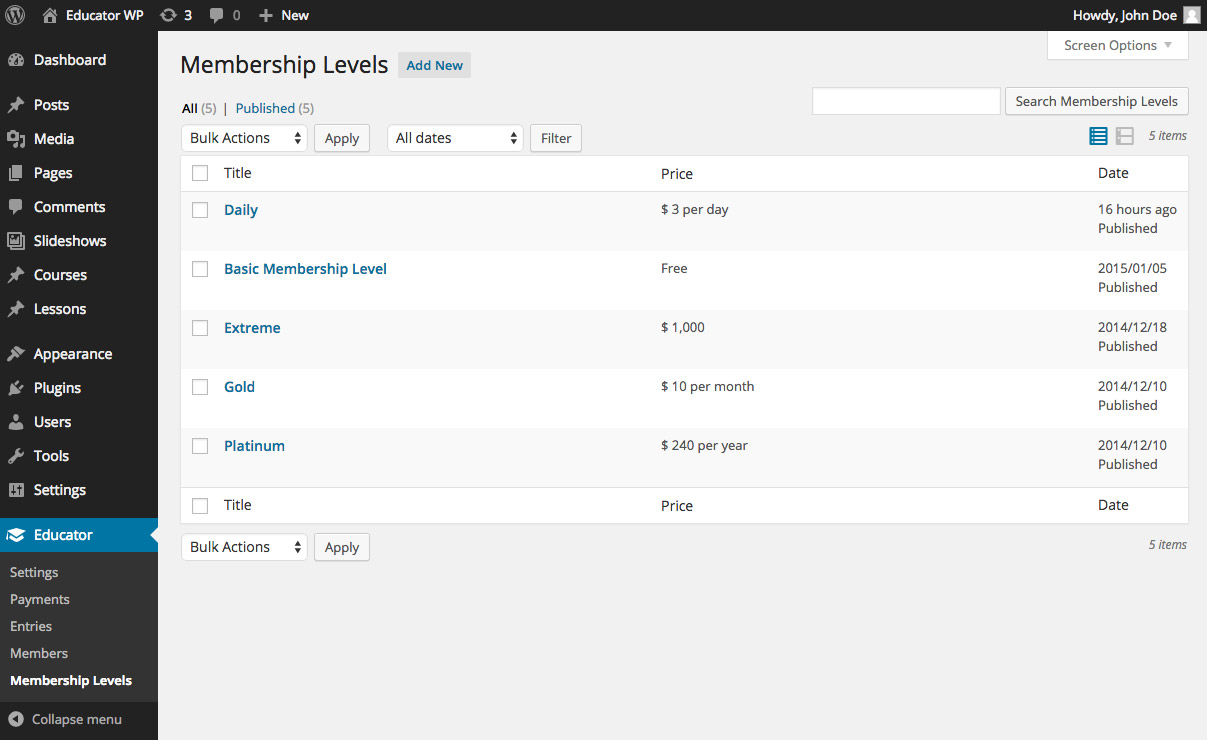 Educator WP 3 0 New Howdy, John Doe
Screen Options
Dashboard
Posts
Media
Pages
Comments
Slideshows
Courses
Lessons
Appearance
Plugins
Users
Tools
Settings
Educator
Settings
Payments
Entries
Members
Membership Levels
Collapse menu
Membership Levels Add New
All (5) | Published (5)
Search Membership Levels
Bulk Actions Apply All dates Filter 5 items
Title Price Date
Daily $ 3 per day 16 hours ago
Published
Basic Membership Level Free 2015/01/05
Published
Extreme $ 1,000 2014/12/18
Published
Gold $ 10 per month 2014/12/10
Published
Platinum $ 240 per year 2014/12/10
Published
Title Price Date
Bulk Actions Apply 5 items